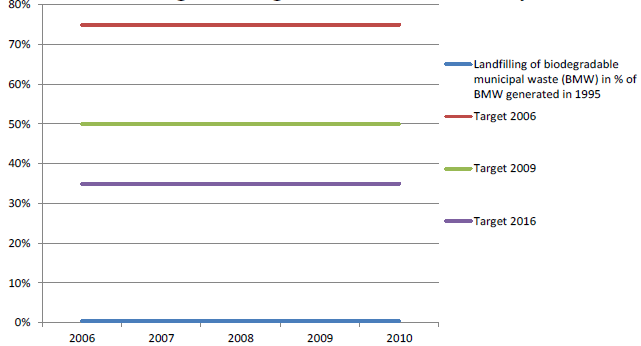 80%
70%
60%
50%
40%
30%
20%
10%
0%
2006 2007 2008 2009 2010
Landfilling of biodegradable
municipal waste (BMW) in % of
BMW generated in 1995
Target 2006
Target 2009
Target 2016